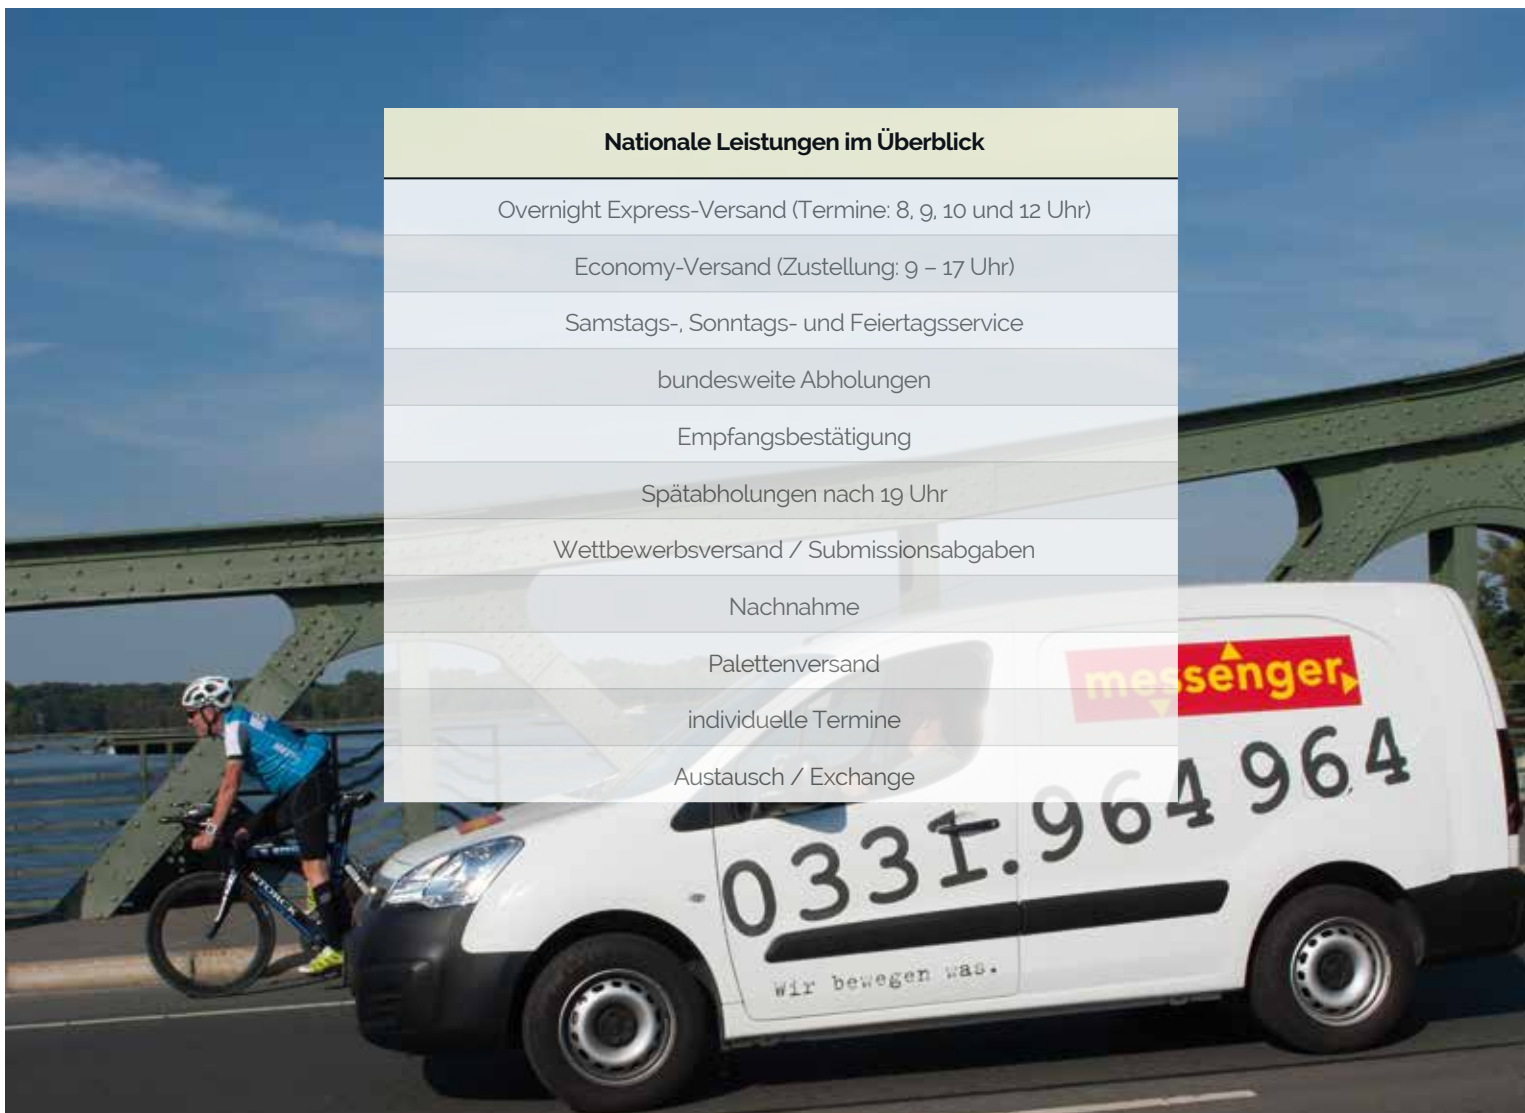 Nationale Leistungen im Überblick
Overnight Express-Versand (Termine: 8, 9, 10 und 12 Uhr)
Economy-Versand (Zustellung: 9 – 17 Uhr)
Samstags-, Sonntags- und Feiertagsservice
bundesweite Abholungen
Empfangsbestätigung
Spätabholungen nach 19 Uhr
Wettbewerbsversand / Submissionsabgaben
Nachnahme
Palettenversand
individuelle Termine
Austausch / Exchange
messenger
0331.964 964
wir bewegen was.
STORCK